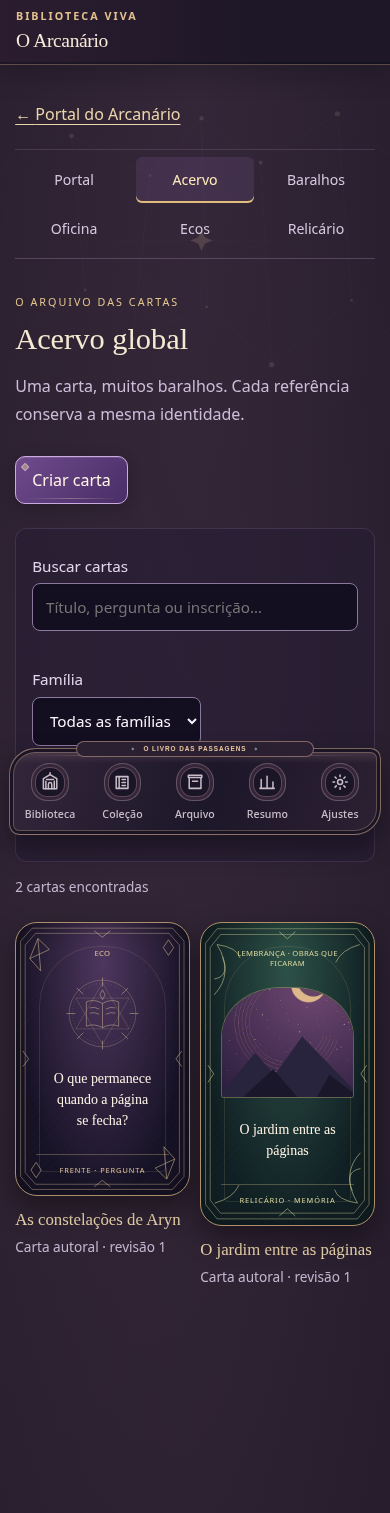 BIBLIOTECA VIVA
O Arcanário
← Portal do Arcanário
Portal
Acervo
Baralhos
Oficina
Ecos
Relicário
O ARQUIVO DAS CARTAS
Acervo global
Uma carta, muitos baralhos. Cada referência
conserva a mesma identidade.
Criar carta
Buscar cartas
Título, pergunta ou inscrição...
Família
Todas as famílias
O LIVRO DAS PASSAGENS
Biblioteca
Coleção
Arquivo
Resumo
Ajustes
2 cartas encontradas
ECO
O que permanece
quando a página
se fecha?
FRENTE · PERGUNTA
As constelações de Aryn
Carta autoral · revisão 1
LEMBRANÇA · OBRAS QUE
FICARAM
O jardim entre as
páginas
RELICÁRIO · MEMÓRIA
O jardim entre as páginas
Carta autoral · revisão 1